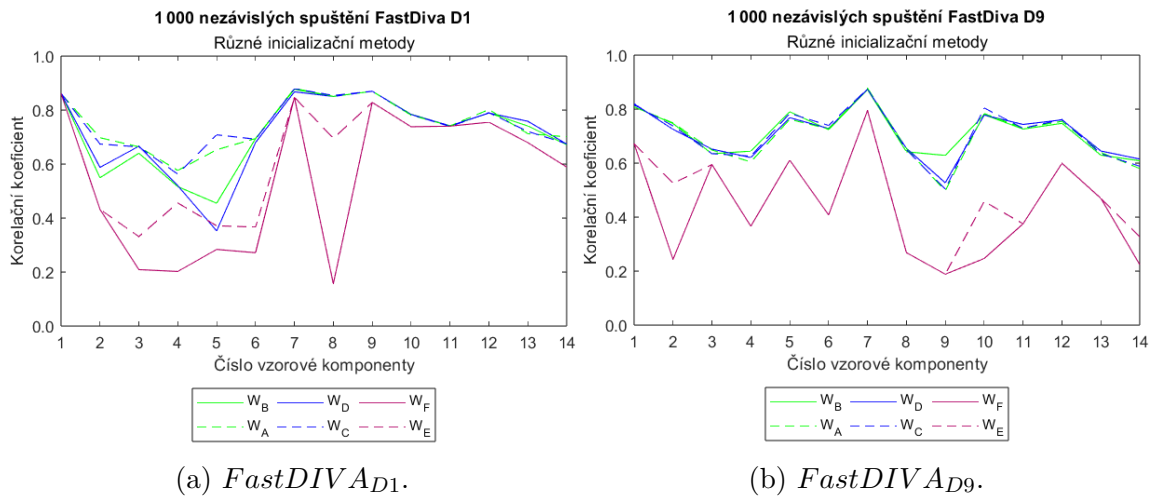 1 000 nezávislých spuštění FastDiva D1
Různé inicializační metody
Korelační koeficient
1.0
0.8
0.6
0.4
0.2
0.0
1 2 3 4 5 6 7 8 9 10 11 12 13 14
Číslo vzorové komponenty
W_B W_D W_F
W_A W_C W_E
(a) FastDIVA_{D1}.
1 000 nezávislých spuštění FastDiva D9
Různé inicializační metody
Korelační koeficient
1.0
0.8
0.6
0.4
0.2
0.0
1 2 3 4 5 6 7 8 9 10 11 12 13 14
Číslo vzorové komponenty
W_B W_D W_F
W_A W_C W_E
(b) FastDIVA_{D9}.